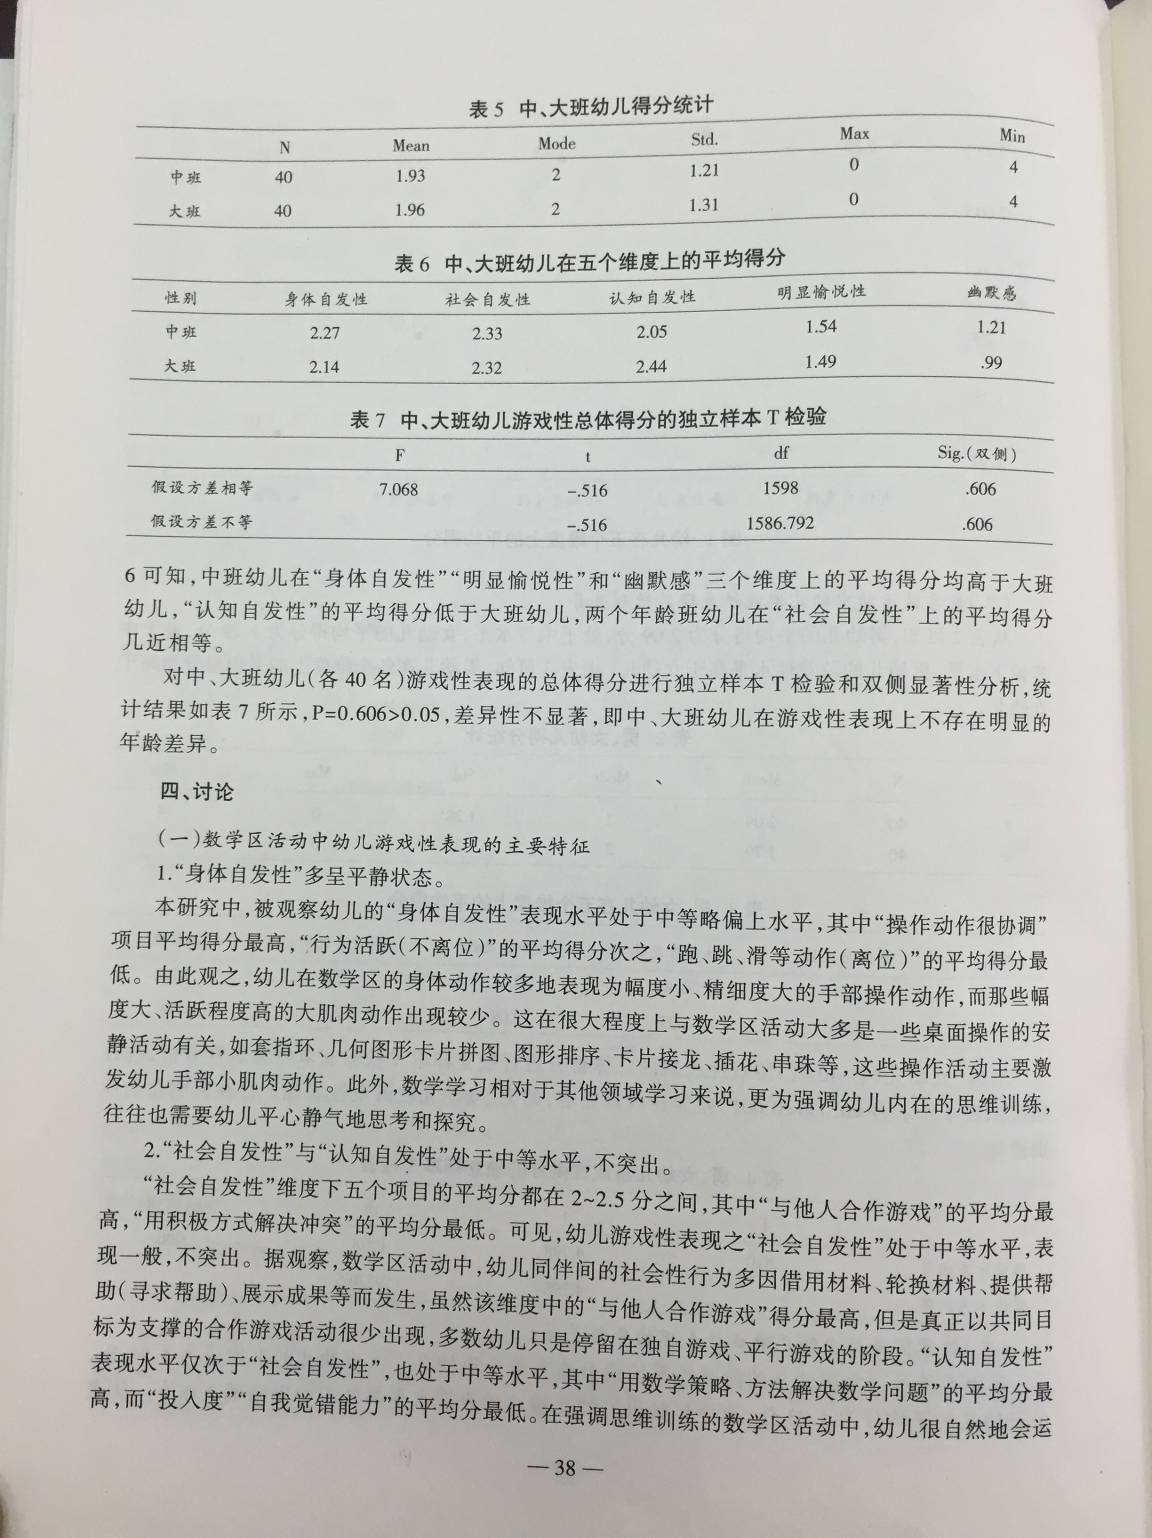 表 5 中、大班幼儿得分统计
N Mean Mode Std. Max Min
中班 40 1.93 2 1.21 0 4
大班 40 1.96 2 1.31 0 4
表 6 中、大班幼儿在五个维度上的平均得分
性别 身体自发性 社会自发性 认知自发性 明显愉悦性 幽默感
中班 2.27 2.33 2.05 1.54 1.21
大班 2.14 2.32 2.44 1.49 .99
表 7 中、大班幼儿游戏性总体得分的独立样本 T 检验
F t df Sig.(双侧)
假设方差相等 7.068 -.516 1598 .606
假设方差不等 -.516 1586.792 .606
6 可知,中班幼儿在“身体自发性”“明显愉悦性”和“幽默感”三个维度上的平均得分均高于大班
幼儿,“认知自发性”的平均得分低于大班幼儿,两个年龄班幼儿在“社会自发性”上的平均得分
几近相等。
对中、大班幼儿(各 40 名)游戏性表现的总体得分进行独立样本 T 检验和双侧显著性分析,统
计结果如表 7 所示,P=0.606>0.05,差异性不显著,即中、大班幼儿在游戏性表现上不存在明显的
年龄差异。
四、讨论
(一)数学区活动中幼儿游戏性表现的主要特征
1.“身体自发性”多呈平静状态。
本研究中,被观察幼儿的“身体自发性”表现水平处于中等略偏上水平,其中“操作动作很协调”
项目平均得分最高,“行为活跃(不离位)”的平均得分次之,“跑、跳、滑等动作(离位)”的平均得分最
低。由此观之,幼儿在数学区的身体动作较多地表现为幅度小、精细度大的手部操作动作,而那些幅
度大、活跃程度高的大肌肉动作出现较少。这在很大程度上与数学区活动大多是一些桌面操作的安
静活动有关,如套指环、几何图形卡片拼图、图形排序、卡片接龙、插花、串珠等,这些操作活动主要激
发幼儿手部小肌肉动作。此外,数学学习相对于其他领域学习来说,更为强调幼儿内在的思维训练,
往往也需要幼儿平心静气地思考和探究。
2.“社会自发性”与“认知自发性”处于中等水平,不突出。
“社会自发性”维度下五个项目的平均分都在 2~2.5 分之间,其中“与他人合作游戏”的平均分最
高,“用积极方式解决冲突”的平均分最低。可见,幼儿游戏性表现之“社会自发性”处于中等水平,表
现一般,不突出。据观察,数学区活动中,幼儿同伴间的社会性行为多因借用材料、轮换材料、提供帮
助(寻求帮助)、展示成果等而发生,虽然该维度中的“与他人合作游戏”得分最高,但是真正以共同目
标为支撑的合作游戏活动很少出现,多数幼儿只是停留在独自游戏、平行游戏的阶段。“认知自发性”
表现水平仅次于“社会自发性”,也处于中等水平,其中“用数学策略、方法解决数学问题”的平均分最
高,而“投入度”“自我觉错能力”的平均分最低。在强调思维训练的数学区活动中,幼儿很自然地会运
— 38 —